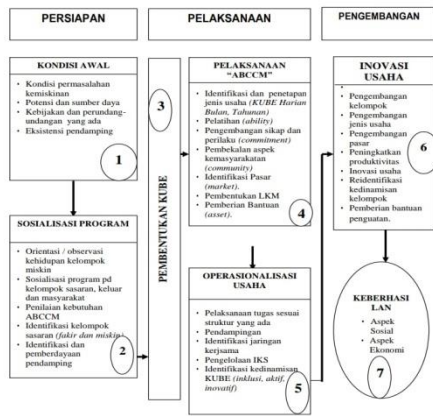 PERSIAPAN
PELAKSANAAN
PENGEMBANGAN
KONDISI AWAL
• Kondisi permasalahan
kemiskinan
• Potensi dan sumber daya
• Kebijakan dan perundang-
undangan yang ada
• Eksistensi pendamping
1
SOSIALISASI PROGRAM
• Orientasi / observasi
kehidupan kelompok
miskin
• Sosialisasi program pd
kelompok sasaran, keluar dan
masyarakat
• Penilaian kebutuhan
ABCCM
• Identifikasi kelompok
sasaran (fakir dan miskin)
• Identifikasi dan
pemberdayaan
pendamping
2
3
PEMBENTUKAN KUBE
PELAKSANAAN
"ABCCM"
• Identifikasi dan penetapan
jenis usaha (KUBE Harian
Bulan, Tahunan)
• Pelatihan (ability)
• Pengembangan sikap dan
perilaku (commitment)
• Pembekalan aspek
kemasyarakatan
(community)
• Identifikasi Pasar
(market).
• Pembentukan LKM
• Pemberian Bantuan
(asset).
4
OPERASIONALISASI
USAHA
• Pelaksanaan tugas sesuai
struktur yang ada
• Pendampingan
• Identifikasi jaringan
kerjsama
• Pengelolaan IKS
• Identifikasi kedinamisan
KUBE (inklusi, aktif,
inovatif)
5
INOVASI
USAHA
•
• Pengembangan
kelompok
• Pengembangan
jenis usaha
• Pengembangan
pasar
• Peningkatkan
produktivitas
• Inovasi usaha
• Reidentifikasi
kedinamisan
kelompok
• Pemberian bantuan
penguatan.
6
KEBERHASI
LAN
• Aspek
Sosial
• Aspek
Ekonomi
7